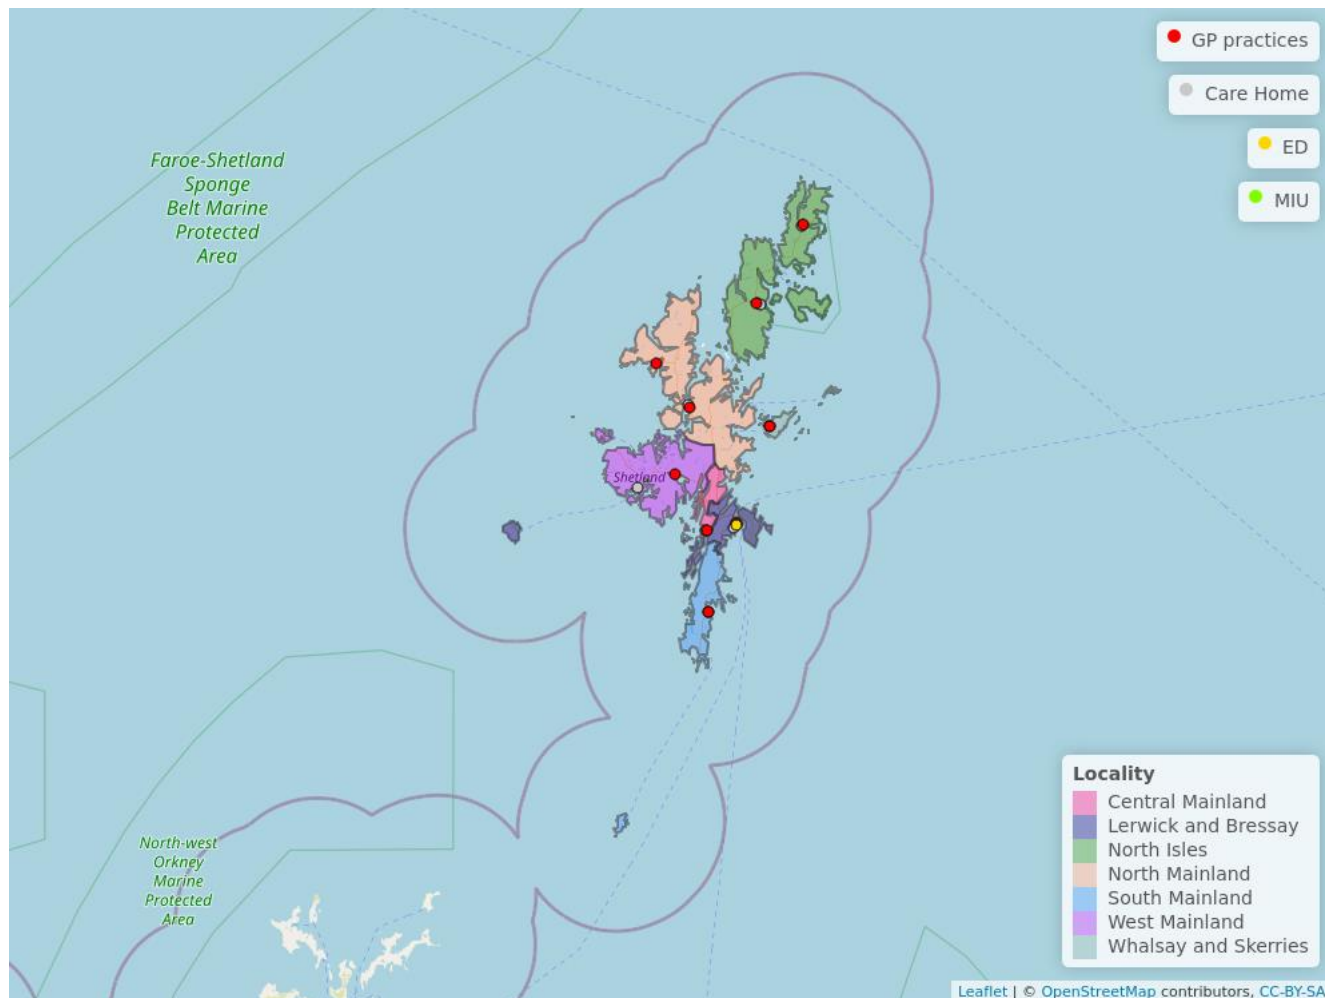 GP practices
Care Home
ED
MIU
Faroe-Shetland
Sponge
Belt Marine
Protected
Area
Shetland
North-west
Orkney
Marine
Protected
Area
Locality
Central Mainland
Lerwick and Bressay
North Isles
North Mainland
South Mainland
West Mainland
Whalsay and Skerries
Leaflet | © OpenStreetMap contributors, CC-BY-SA